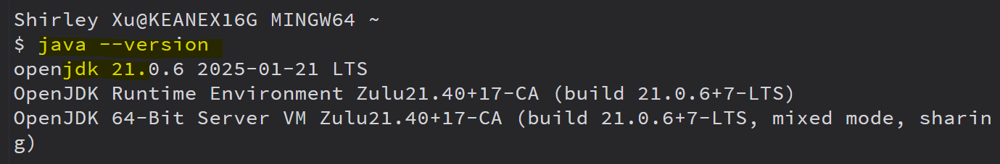 Shirley Xu@KEANEX16G MINGW64 ~
$ java --version
openjdk 21.0.6 2025-01-21 LTS
OpenJDK Runtime Environment Zulu21.40+17-CA (build 21.0.6+7-LTS)
OpenJDK 64-Bit Server VM Zulu21.40+17-CA (build 21.0.6+7-LTS, mixed mode, sharin
g)